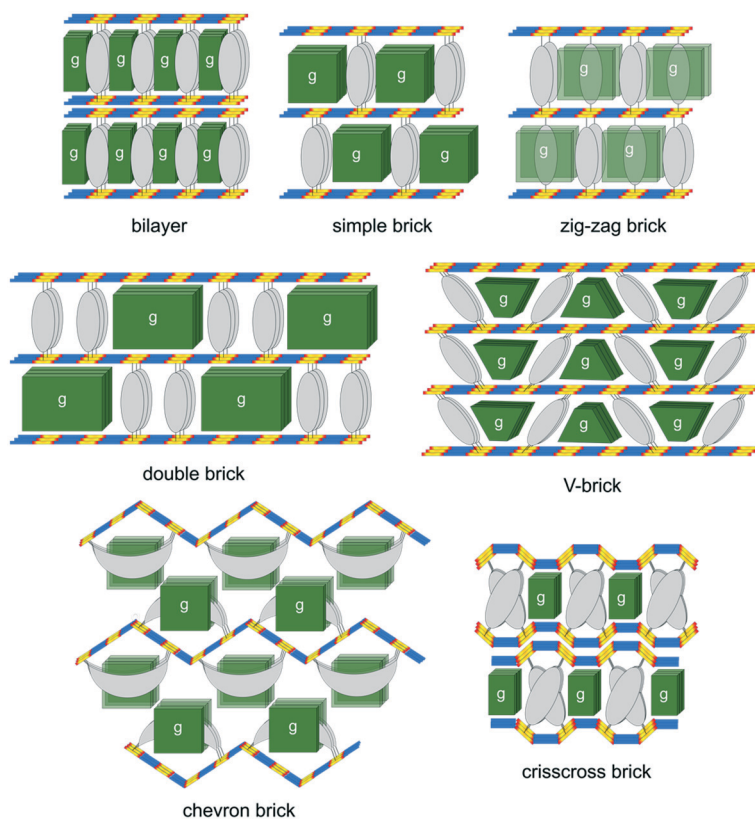 g g g g
g g g g
bilayer
g g
g g
simple brick
g g
g g
zig-zag brick
g g
g g
double brick
g g g
g g g
g g g
V-brick
g g
g g
chevron brick
g g
g g g
crisscross brick